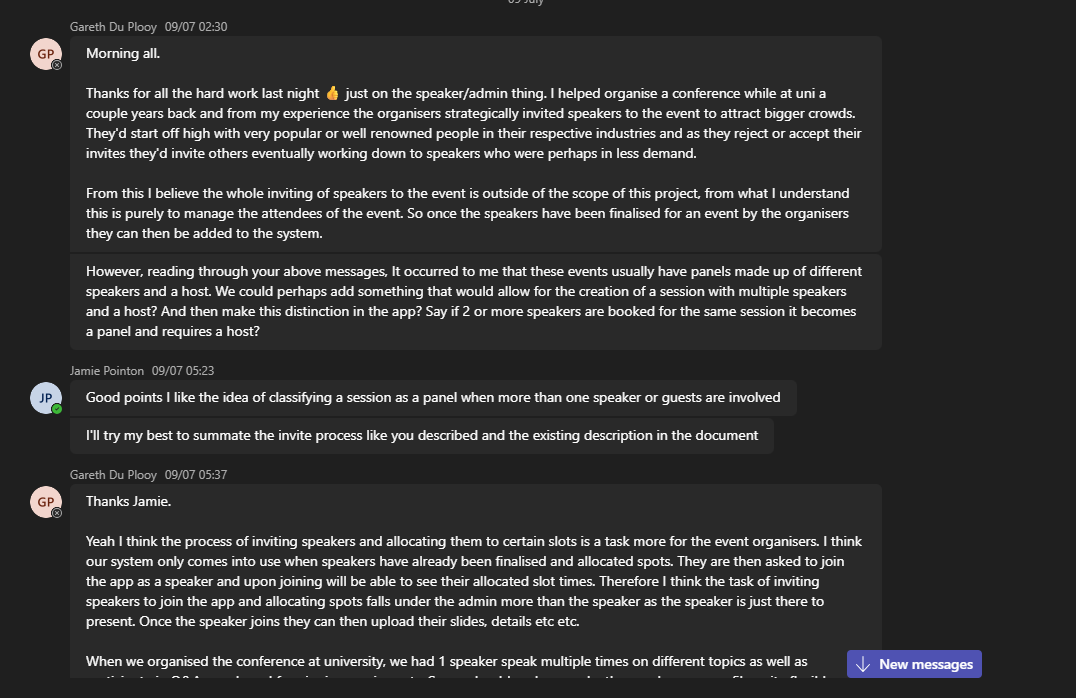 09 July
Gareth Du Plooy 09/07 02:30
GP
Morning all.
Thanks for all the hard work last night 👍 just on the speaker/admin thing. I helped organise a conference while at uni a
couple years back and from my experience the organisers strategically invited speakers to the event to attract bigger crowds.
They'd start off high with very popular or well renowned people in their respective industries and as they reject or accept their
invites they'd invite others eventually working down to speakers who were perhaps in less demand.
From this I believe the whole inviting of speakers to the event is outside of the scope of this project, from what I understand
this is purely to manage the attendees of the event. So once the speakers have been finalised for an event by the organisers
they can then be added to the system.
However, reading through your above messages, It occurred to me that these events usually have panels made up of different
speakers and a host. We could perhaps add something that would allow for the creation of a session with multiple speakers
and a host? And then make this distinction in the app? Say if 2 or more speakers are booked for the same session it becomes
a panel and requires a host?
Jamie Pointon 09/07 05:23
JP
Good points I like the idea of classifying a session as a panel when more than one speaker or guests are involved
I'll try my best to summate the invite process like you described and the existing description in the document
Gareth Du Plooy 09/07 05:37
GP
Thanks Jamie.
Yeah I think the process of inviting speakers and allocating them to certain slots is a task more for the event organisers. I think
our system only comes into use when speakers have already been finalised and allocated spots. They are then asked to join
the app as a speaker and upon joining will be able to see their allocated slot times. Therefore I think the task of inviting
speakers to join the app and allocating spots falls under the admin more than the speaker as the speaker is just there to
present. Once the speaker joins they can then upload their slides, details etc etc.
When we organised the conference at university, we had 1 speaker speak multiple times on different topics as well as
New messages